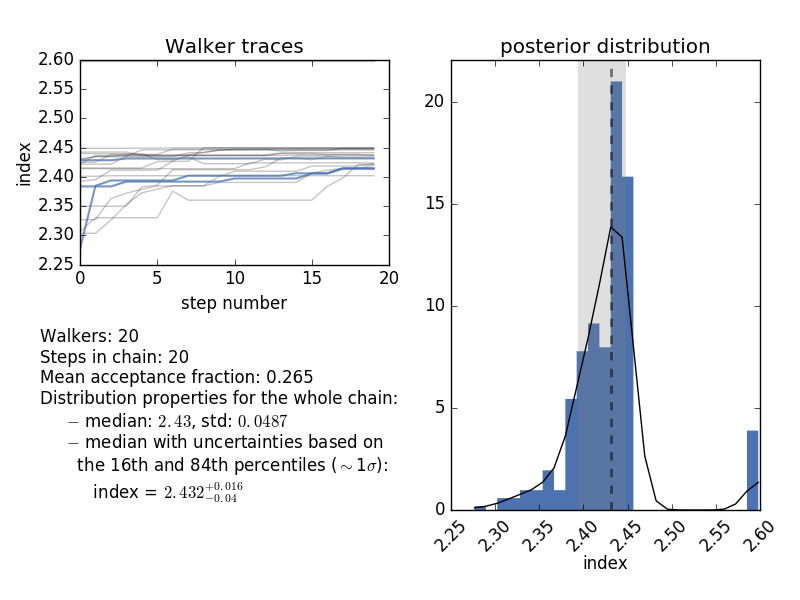 Walker traces
2.60
2.55
2.50
2.45
2.40
2.35
2.30
2.25
index
0 5 10 15 20
step number
Walkers: 20
Steps in chain: 20
Mean acceptance fraction: 0.265
Distribution properties for the whole chain:
− median: 2.43, std: 0.0487
− median with uncertainties based on
the 16th and 84th percentiles (∼1σ):
index = 2.432^{+0.016}_{−0.04}
posterior distribution
20
15
10
5
0
2.25 2.30 2.35 2.40 2.45 2.50 2.55 2.60
index